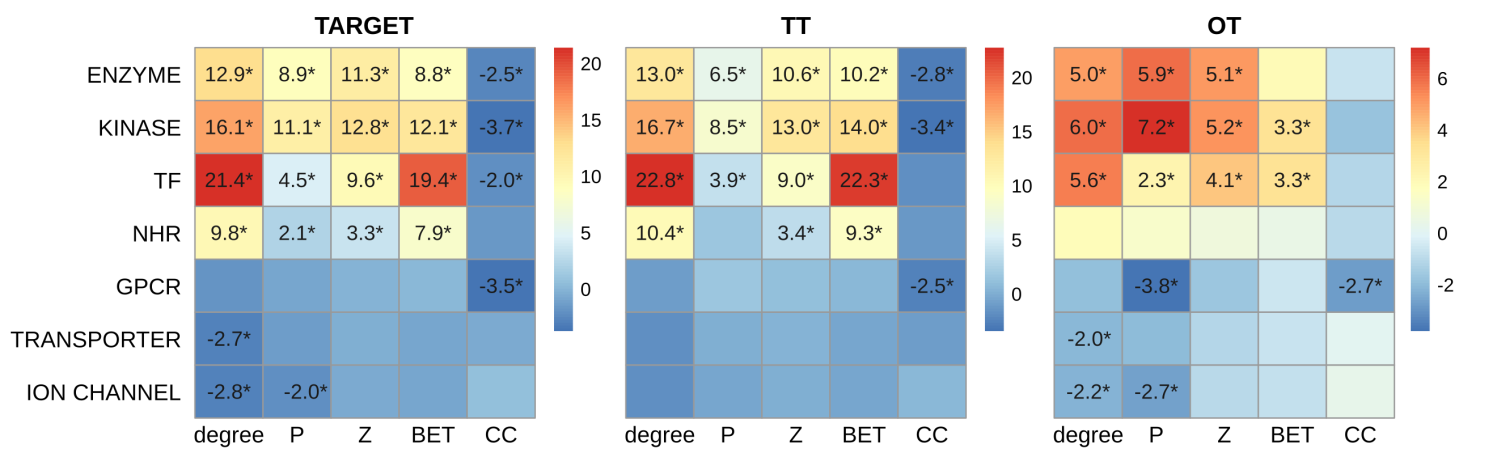 TARGET TT OT
ENZYME 12.9* 8.9* 11.3* 8.8* -2.5* 13.0* 6.5* 10.6* 10.2* -2.8* 5.0* 5.9* 5.1*
KINASE 16.1* 11.1* 12.8* 12.1* -3.7* 16.7* 8.5* 13.0* 14.0* -3.4* 6.0* 7.2* 5.2* 3.3*
TF 21.4* 4.5* 9.6* 19.4* -2.0* 22.8* 3.9* 9.0* 22.3* 5.6* 2.3* 4.1* 3.3*
NHR 9.8* 2.1* 3.3* 7.9* 10.4* 3.4* 9.3*
GPCR -3.5* -2.5* -3.8* -2.7*
TRANSPORTER -2.7* -2.0*
ION CHANNEL -2.8* -2.0* -2.2* -2.7*
degree P Z BET CC degree P Z BET CC degree P Z BET CC
20 15 10 5 0
20 15 10 5 0
6 4 2 0 -2